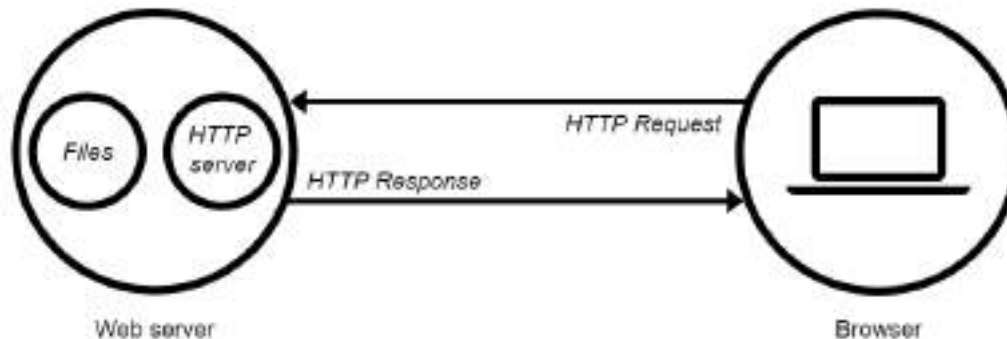 HTTP Request
Files
HTTP
server
HTTP Response
Web server
Browser